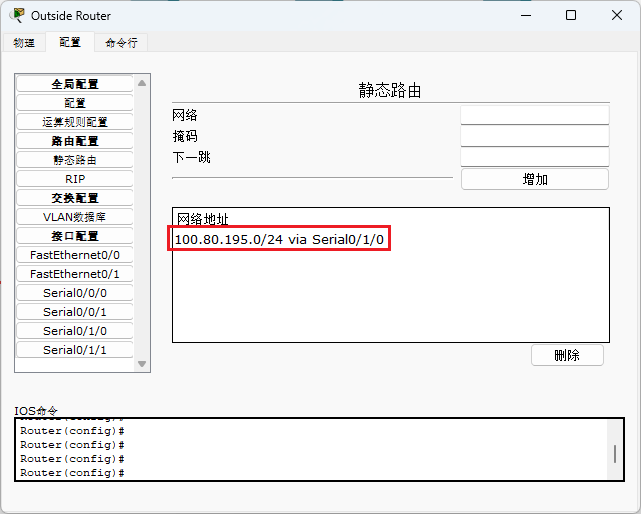 Outside Router
物理 配置 命令行
全局配置
配置
运算规则配置
路由配置
静态路由
RIP
交换配置
VLAN数据库
接口配置
FastEthernet0/0
FastEthernet0/1
Serial0/0/0
Serial0/0/1
Serial0/1/0
Serial0/1/1
静态路由
网络
掩码
下一跳
增加
网络地址
100.80.195.0/24 via Serial0/1/0
删除
IOS命令
Router(config)#
Router(config)#
Router(config)#
Router(config)#
Router(config)#